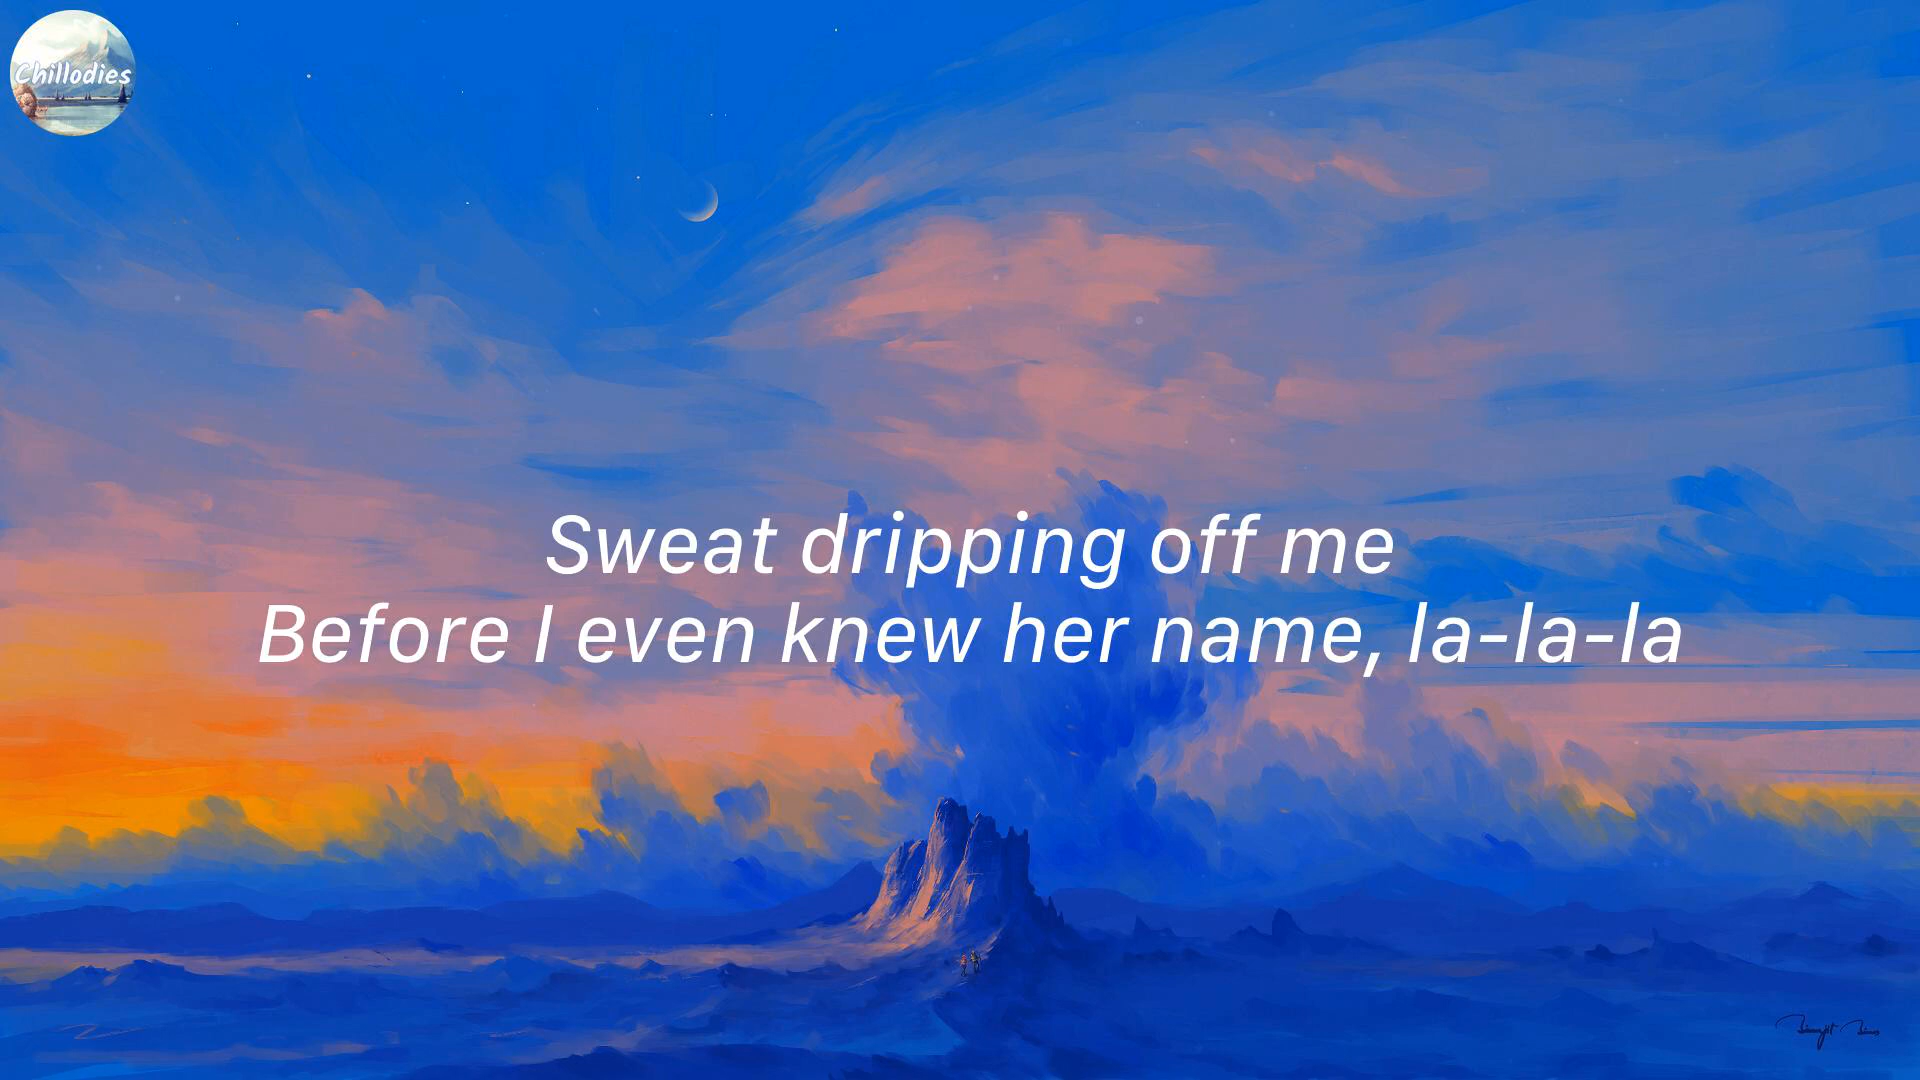 Chillodies
Sweat dripping off me
Before I even knew her name, la-la-la